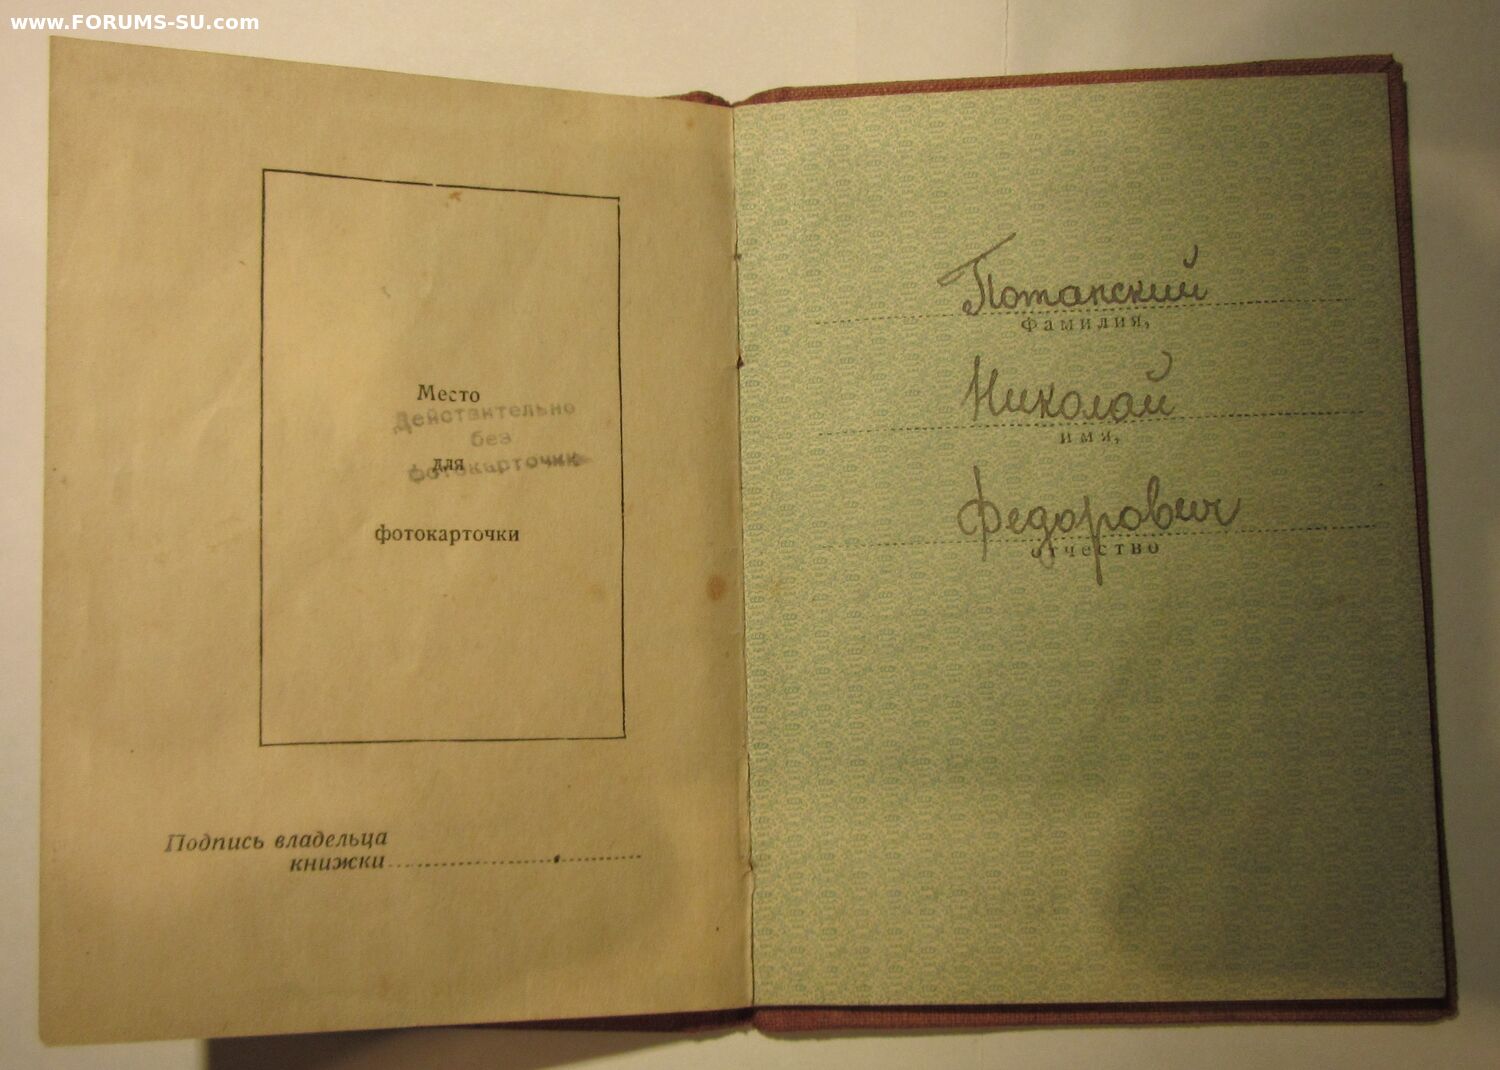 www.FORUMS-SU.com
Место
Действительно
без
для
фотокарточки
фотокарточки
Подпись владельца
книжки
Потанский
фамилия,
Николай
имя,
Федорович
отчество